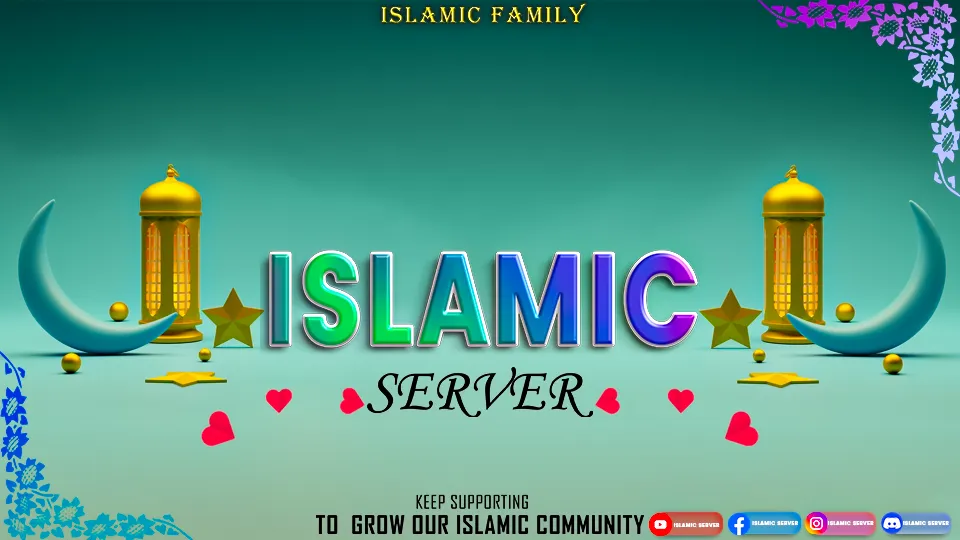 ISLAMIC FAMILY
ISLAMIC
SERVER
KEEP SUPPORTING
TO GROW OUR ISLAMIC COMMUNITY
ISLAMIC SERVER
ISLAMIC SERVER
ISLAMIC SERVER
ISLAMIC SERVER